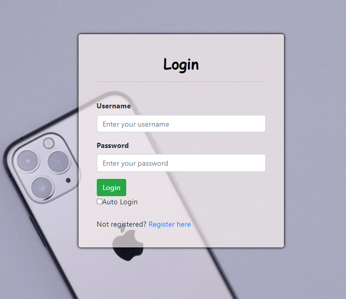 Login
Username
Enter your username
Password
Enter your password
Login
Auto Login
Not registered? Register here